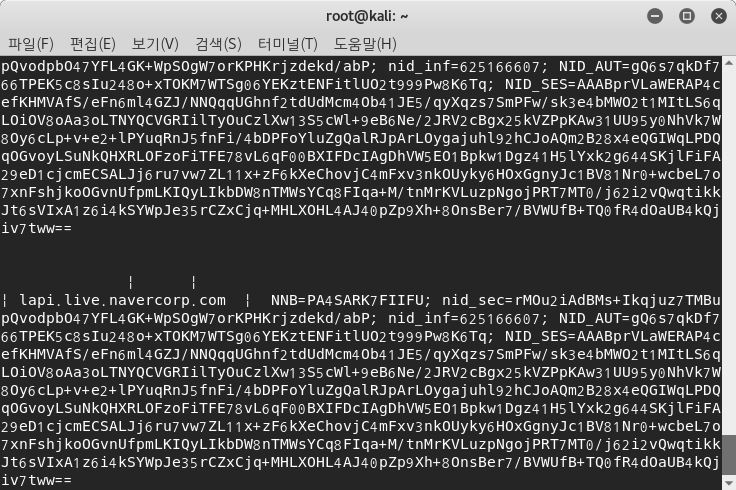 root@kali: ~
파일(F) 편집(E) 보기(V) 검색(S) 터미널(T) 도움말(H)
pQvodpbO47YFL4GK+WpSOgW7orKPHKrjzdekd/abP; nid_inf=625166607; NID_AUT=gQ6s7qkDf7
66TPEK5C8sIu248o+xTOKM7WTSg06YEKztENFitlUO2t999Pw8K6Tq; NID_SES=AAABprVLaWERAP4c
efKHMVAfS/eFn6ml4GZJ/NNQqqUGhnf2tdUdMcm4Ob41JE5/qyXqzs7SmPFw/sk3e4bMWO2t1MItLS6q
LOiOV8oAa3oLTNYQCVGRIilTyOuCzlXw13S5cWl+9eB6Ne/2JRV2cBgx25kVZPpKAw31UU95y0NhVk7W
8Oy6cLp+v+e2+lPYuqRnJ5fnFi/4bDPFoYluZgQalRJpArLOygajuhl92hCJoAQm2B28x4eQGIWqLPDQ
qOGvoyLSuNkQHXRLOFzoFiTFE78vL6qF00BXIFDcIAgDhVW5EO1Bpkw1Dgz41H5lYxk2g644SKjlFiFA
29eD1cjcmECSALJj6ru7vw7ZL11x+zF6kXeChovjC4mFxv3nkOUyky6HOxGgnyJc1BV81Nr0+wcbeL7o
7xnFshjkoOGvnUfpmLKIQyLIkbDW8nTMWsYCq8FIqa+M/tnMrKVLuzpNgojPRT7MT0/j62i2vQwqtikk
Jt6sVIxA1z6i4kSYWpJe35rCZxCjq+MHLXOHL4AJ40pZp9Xh+8OnsBer7/BVWUfB+TQ0fR4dOaUB4kQj
iv7tww==
¦ ¦
¦ lapi.live.navercorp.com ¦ NNB=PA4SARK7FIIFU; nid_sec=rMOu2iAdBMs+Ikqjuz7TMBu
pQvodpbO47YFL4GK+WpSOgW7orKPHKrjzdekd/abP; nid_inf=625166607; NID_AUT=gQ6s7qkDf7
66TPEK5C8sIu248o+xTOKM7WTSg06YEKztENFitlUO2t999Pw8K6Tq; NID_SES=AAABprVLaWERAP4c
efKHMVAfS/eFn6ml4GZJ/NNQqqUGhnf2tdUdMcm4Ob41JE5/qyXqzs7SmPFw/sk3e4bMWO2t1MItLS6q
LOiOV8oAa3oLTNYQCVGRIilTyOuCzlXw13S5cWl+9eB6Ne/2JRV2cBgx25kVZPpKAw31UU95y0NhVk7W
8Oy6cLp+v+e2+lPYuqRnJ5fnFi/4bDPFoYluZgQalRJpArLOygajuhl92hCJoAQm2B28x4eQGIWqLPDQ
qOGvoyLSuNkQHXRLOFzoFiTFE78vL6qF00BXIFDcIAgDhVW5EO1Bpkw1Dgz41H5lYxk2g644SKjlFiFA
29eD1cjcmECSALJj6ru7vw7ZL11x+zF6kXeChovjC4mFxv3nkOUyky6HOxGgnyJc1BV81Nr0+wcbeL7o
7xnFshjkoOGvnUfpmLKIQyLIkbDW8nTMWsYCq8FIqa+M/tnMrKVLuzpNgojPRT7MT0/j62i2vQwqtikk
Jt6sVIxA1z6i4kSYWpJe35rCZxCjq+MHLXOHL4AJ40pZp9Xh+8OnsBer7/BVWUfB+TQ0fR4dOaUB4kQj
iv7tww==